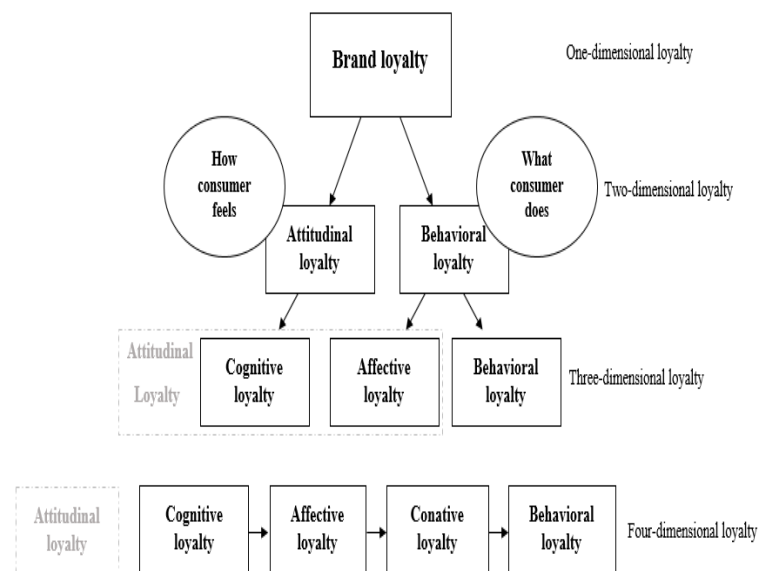 Brand loyalty
One-dimensional loyalty
How
consumer
feels
What
consumer
does
Two-dimensional loyalty
Attitudinal
loyalty
Behavioral
loyalty
Attitudinal
Loyalty
Cognitive
loyalty
Affective
loyalty
Behavioral
loyalty
Three-dimensional loyalty
Attitudinal
loyalty
Cognitive
loyalty
Affective
loyalty
Conative
loyalty
Behavioral
loyalty
Four-dimensional loyalty